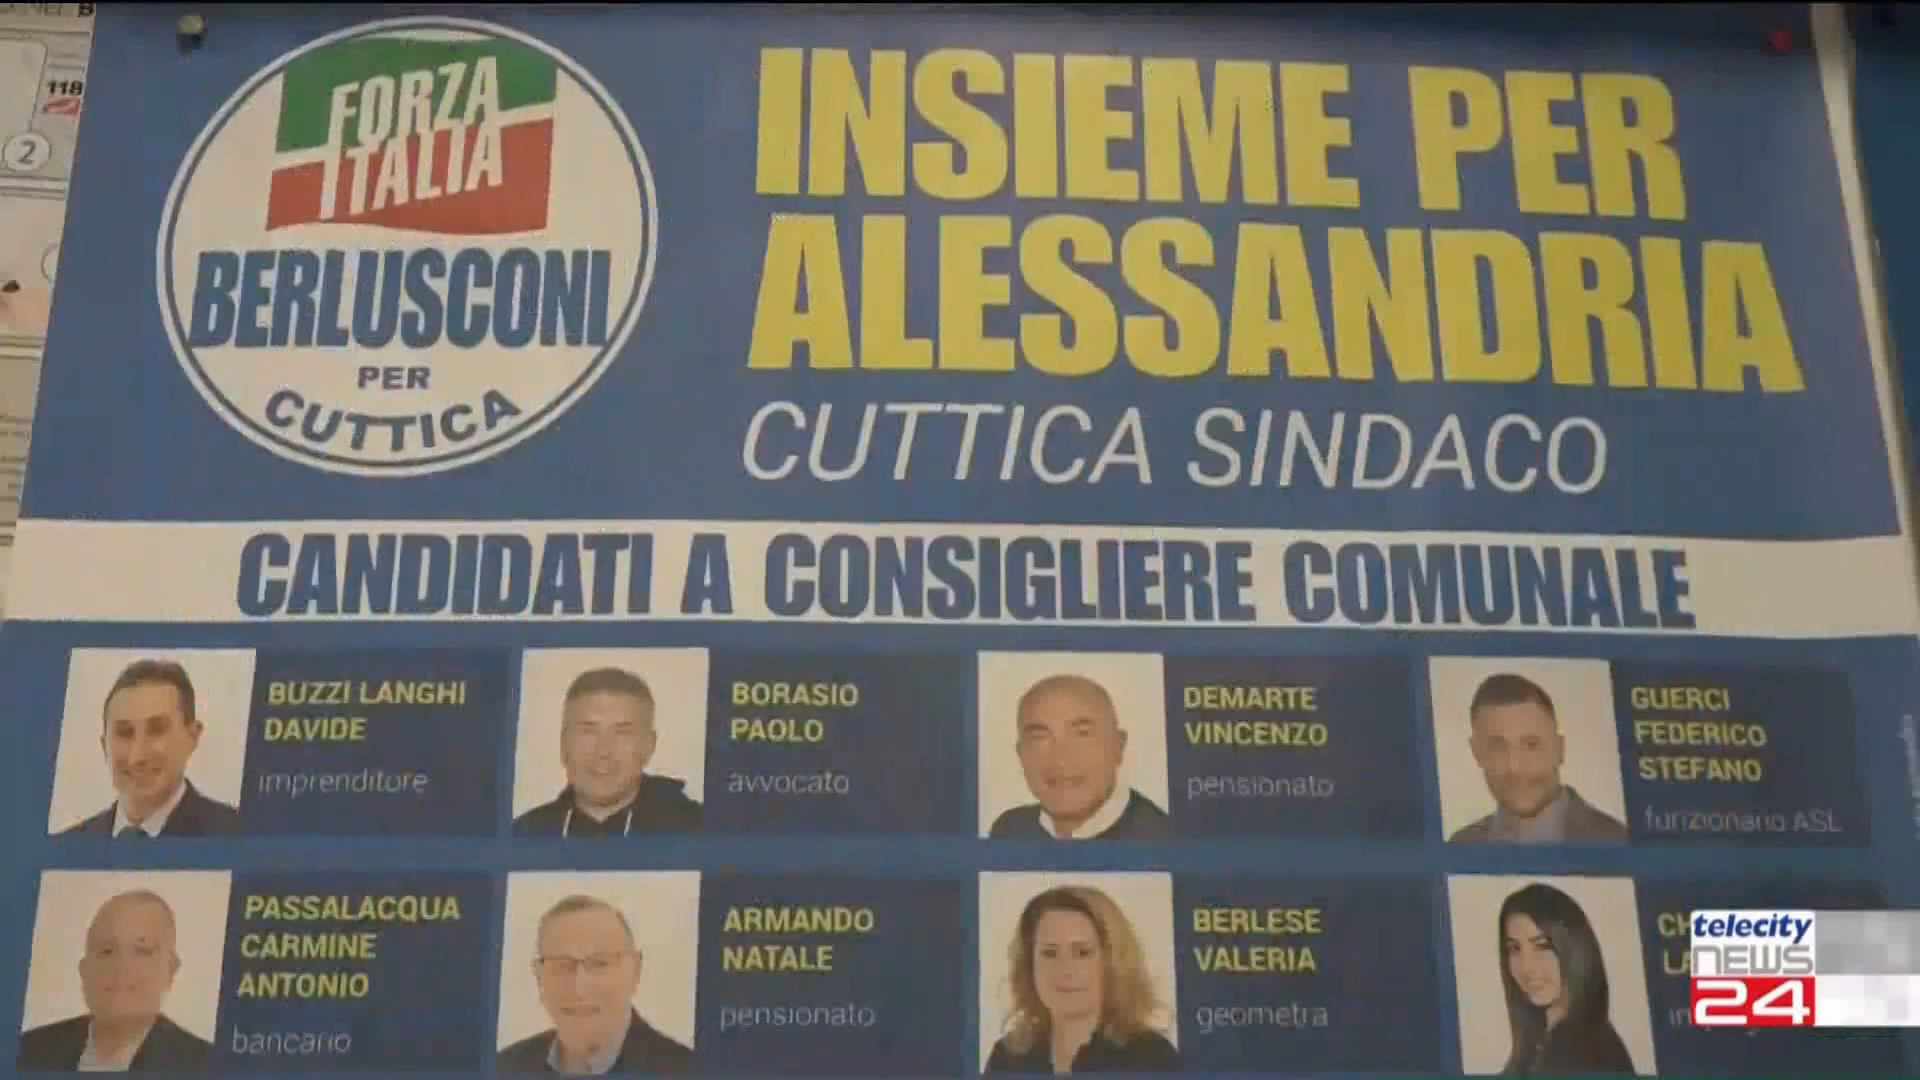 118
2
FORZA
ITALIA
BERLUSCONI
PER
CUTTICA
INSIEME PER
ALESSANDRIA
CUTTICA SINDACO
CANDIDATI A CONSIGLIERE COMUNALE
BUZZI LANGHI
DAVIDE
imprenditore
BORASIO
PAOLO
avvocato
DEMARTE
VINCENZO
pensionato
GUERCI
FEDERICO
STEFANO
funzionario ASL
PASSALACQUA
CARMINE
ANTONIO
bancario
ARMANDO
NATALE
pensionato
BERLESE
VALERIA
geometra
telecity
NEWS
24